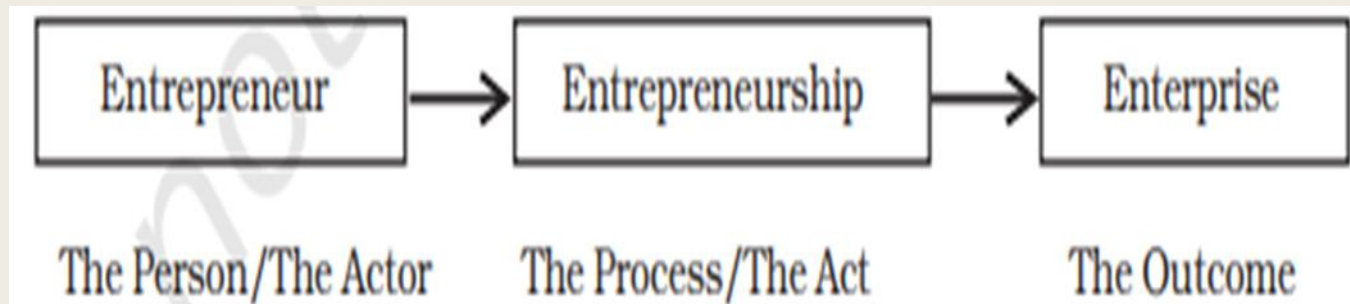 Entrepreneur Entrepreneurship Enterprise
The Person/The Actor The Process/The Act The Outcome